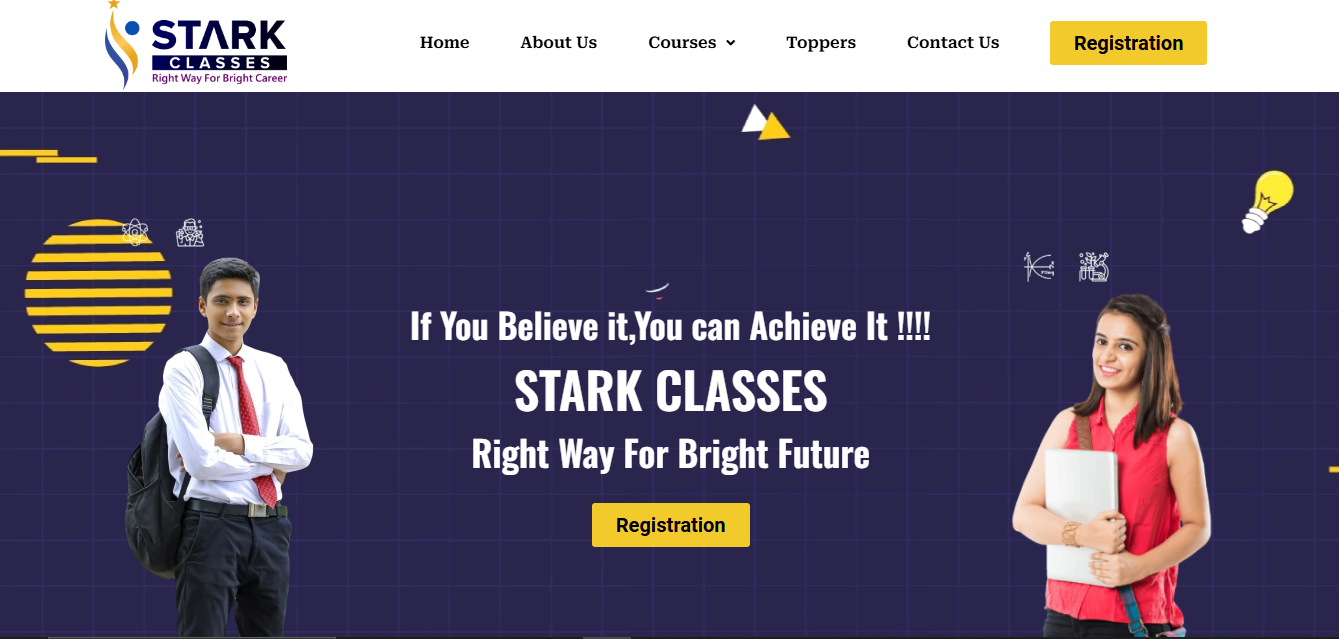 STARK
CLASSES
Right Way For Bright Career
Home
About Us
Courses
Toppers
Contact Us
Registration
If You Believe it,You can Achieve It !!!!
STARK CLASSES
Right Way For Bright Future
Registration